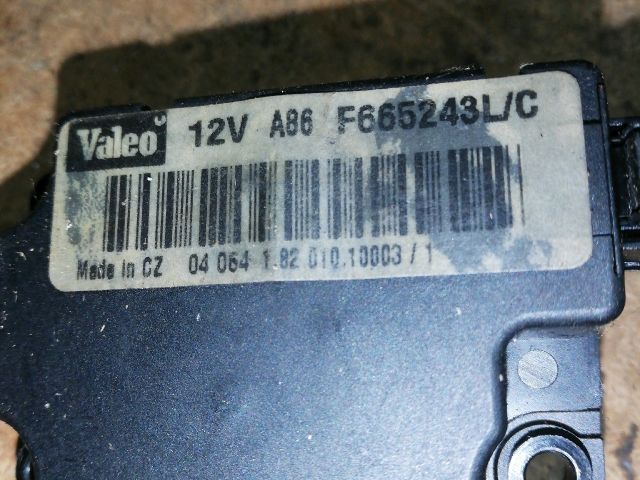 Valeo 12V A86 F665243L/C
Made in CZ 04 064 1.82 010.10003 / 1